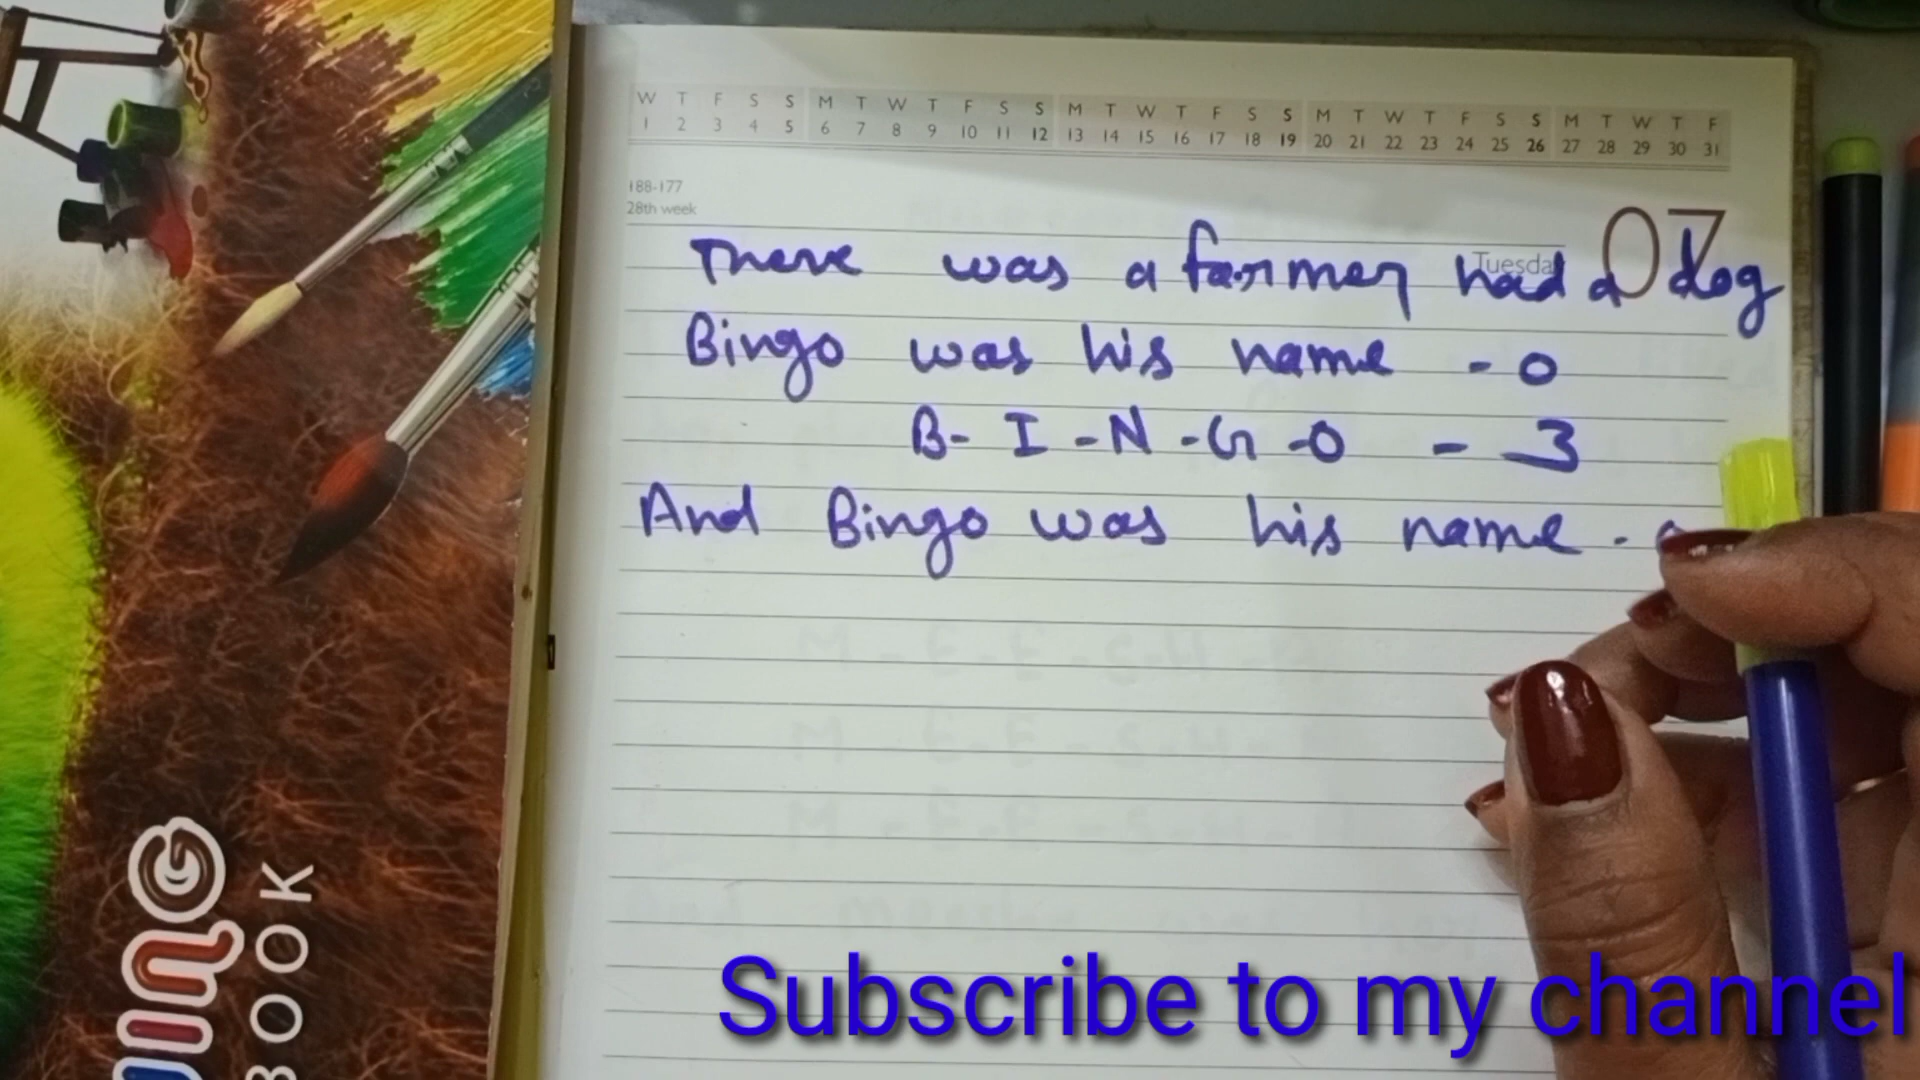 W T F S S M T W T F S S M T W T F S S M T W T F S S M T W T F
1 2 3 4 5 6 7 8 9 10 11 12 13 14 15 16 17 18 19 20 21 22 23 24 25 26 27 28 29 30 31
188-177
28th week
Tuesday 07
There was a farmer had a dog
Bingo was his name - o
B- I - N - G - O - 3
And Bingo was his name - o
BOOK
Subscribe to my channel